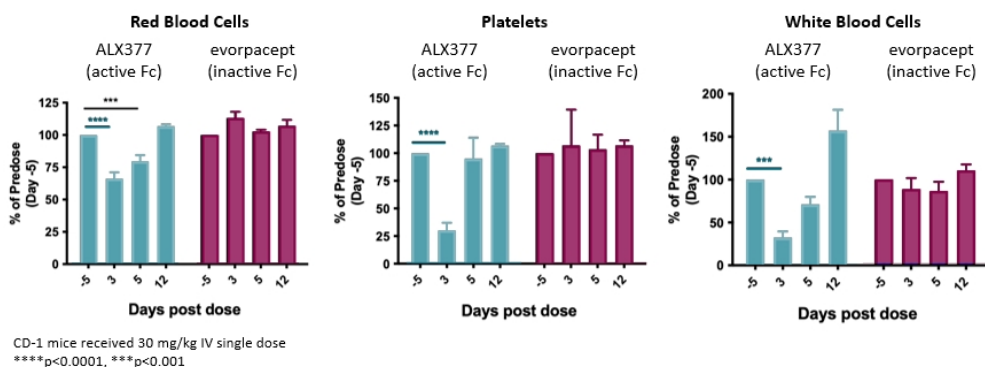 Red Blood Cells
ALX377
(active Fc)
evorpacept
(inactive Fc)
% of Predose
(Day -5)
125
100
75
50
25
0
***
****
-5 3 5 12 -5 3 5 12
Days post dose
Platelets
ALX377
(active Fc)
evorpacept
(inactive Fc)
% of Predose
(Day -5)
150
125
100
75
50
25
0
****
-5 3 5 12 -5 3 5 12
Days post dose
White Blood Cells
ALX377
(active Fc)
evorpacept
(inactive Fc)
% of Predose
(Day -5)
200
150
100
50
0
***
-5 3 5 12 -5 3 5 12
Days post dose
CD-1 mice received 30 mg/kg IV single dose
****p<0.0001, ***p<0.001